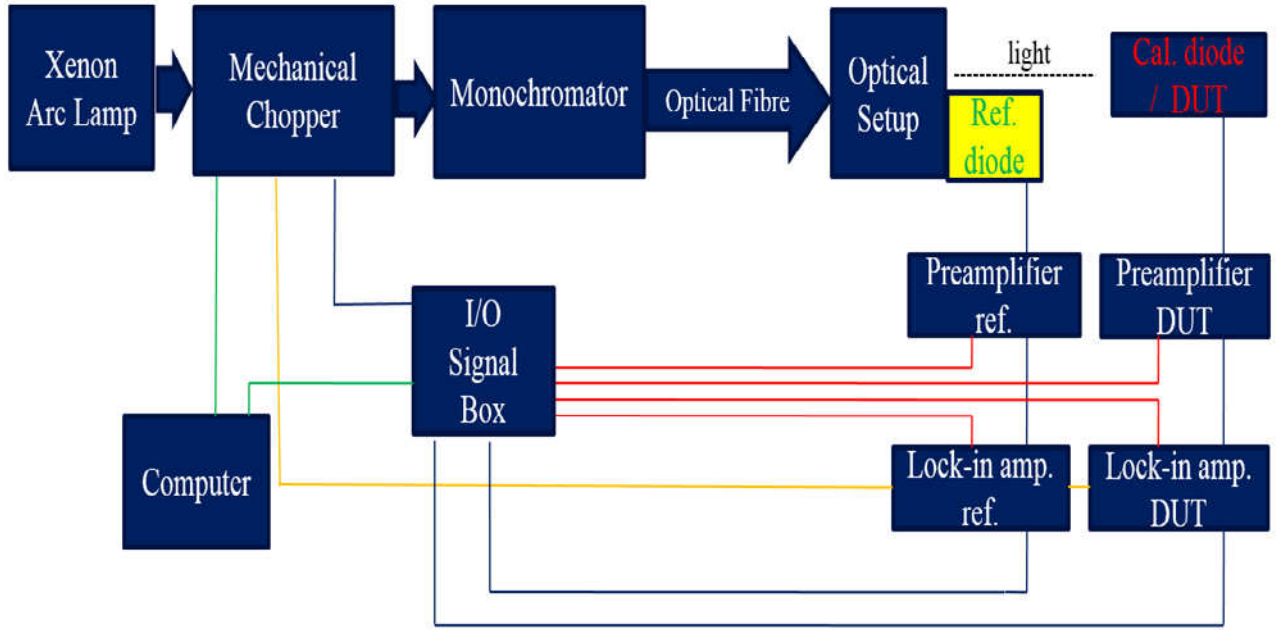 Xenon
Arc Lamp
Mechanical
Chopper
Monochromator
Optical Fibre
Optical
Setup
light
Cal. diode
/ DUT
Ref.
diode
Preamplifier
ref.
Preamplifier
DUT
I/O
Signal
Box
Computer
Lock-in amp.
ref.
Lock-in amp.
DUT